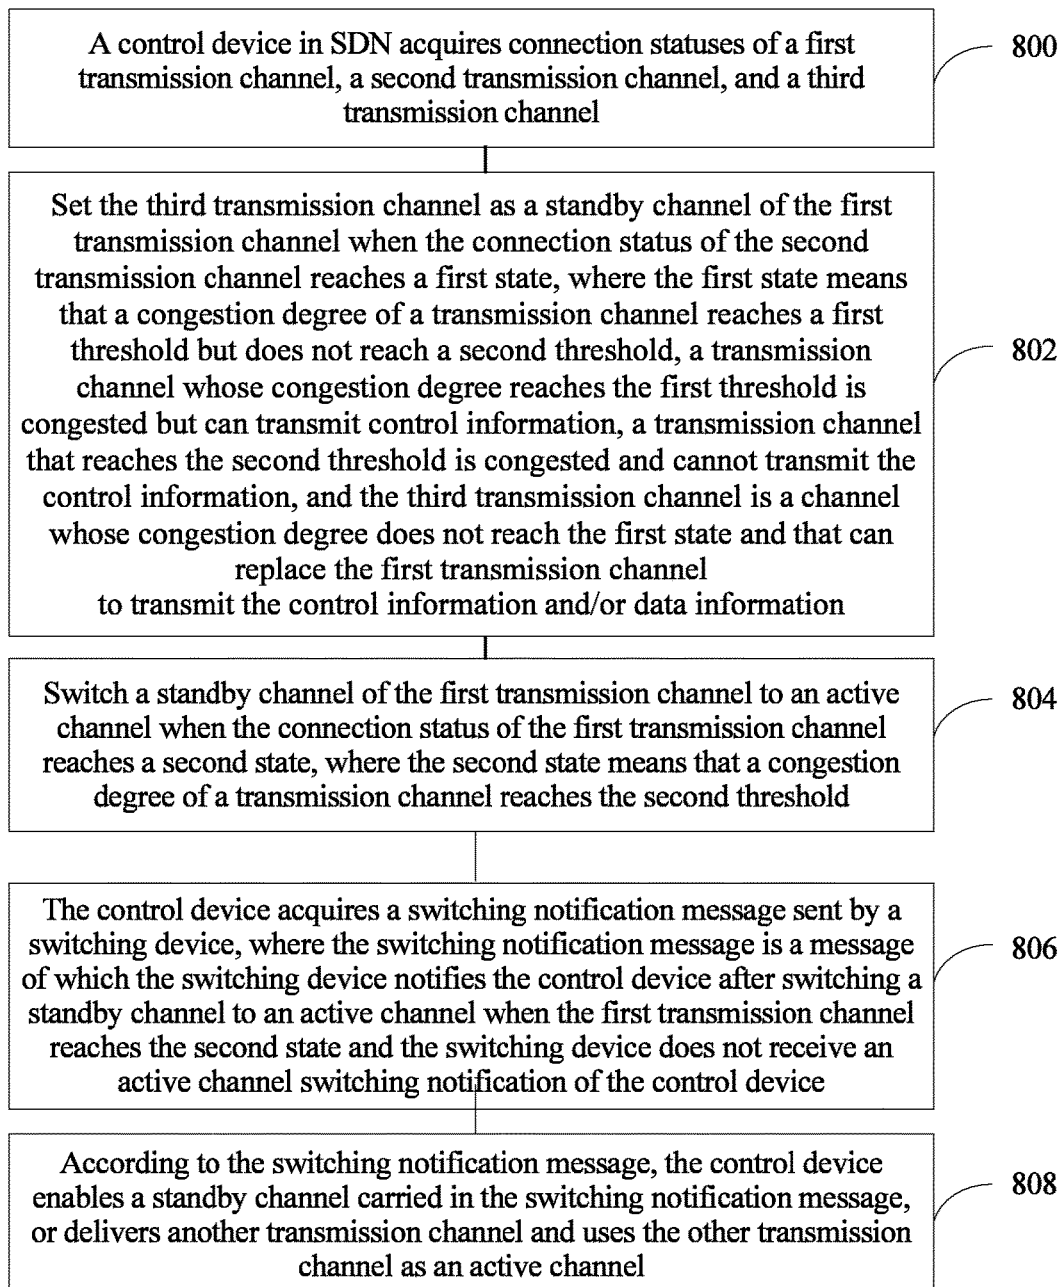 A control device in SDN acquires connection statuses of a first
transmission channel, a second transmission channel, and a third
transmission channel
800
Set the third transmission channel as a standby channel of the first
transmission channel when the connection status of the second
transmission channel reaches a first state, where the first state means
that a congestion degree of a transmission channel reaches a first
threshold but does not reach a second threshold, a transmission
channel whose congestion degree reaches the first threshold is
congested but can transmit control information, a transmission channel
that reaches the second threshold is congested and cannot transmit the
control information, and the third transmission channel is a channel
whose congestion degree does not reach the first state and that can
replace the first transmission channel
to transmit the control information and/or data information
802
Switch a standby channel of the first transmission channel to an active
channel when the connection status of the first transmission channel
reaches a second state, where the second state means that a congestion
degree of a transmission channel reaches the second threshold
804
The control device acquires a switching notification message sent by a
switching device, where the switching notification message is a message
of which the switching device notifies the control device after switching a
standby channel to an active channel when the first transmission channel
reaches the second state and the switching device does not receive an
active channel switching notification of the control device
806
According to the switching notification message, the control device
enables a standby channel carried in the switching notification message,
or delivers another transmission channel and uses the other transmission
channel as an active channel
808